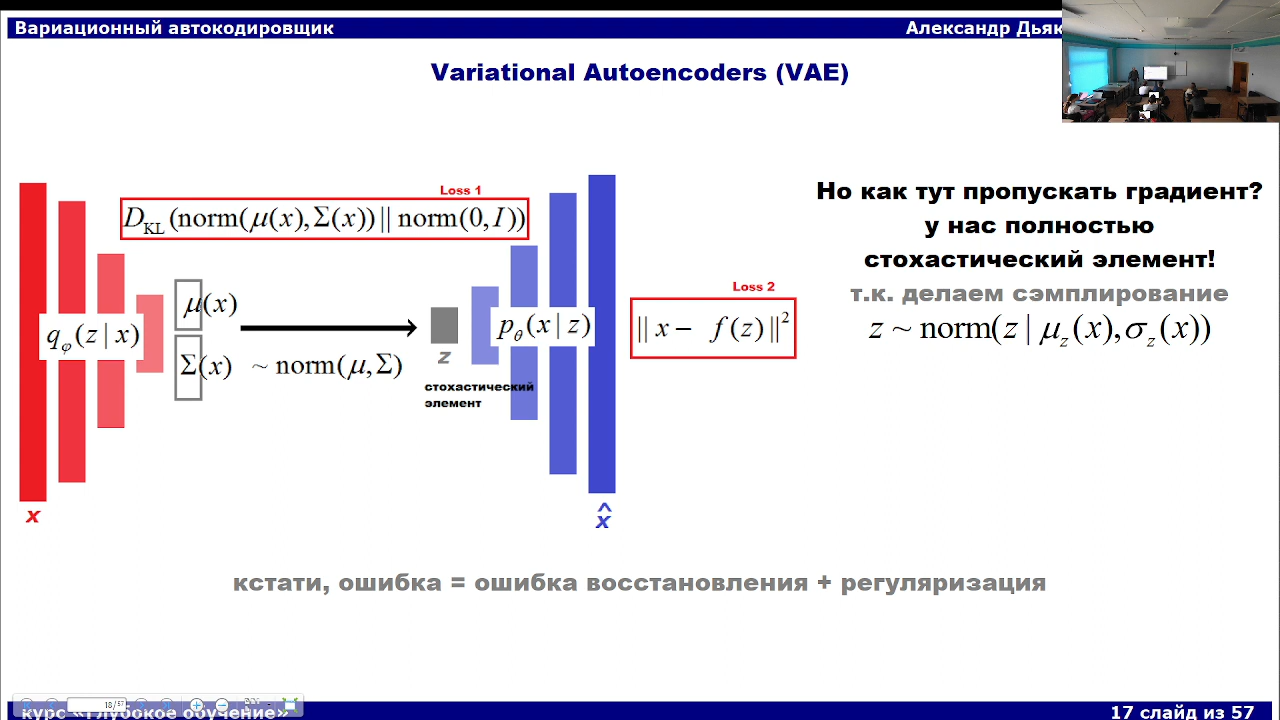 Вариационный автокодировщик
Александр Дьяк
Variational Autoencoders (VAE)
Loss 1
D_KL (norm(μ(x), Σ(x)) || norm(0, I))
Но как тут пропускать градиент?
у нас полностью
стохастический элемент!
т.к. делаем сэмплирование
z ~ norm(z | μ_z(x), σ_z(x))
μ(x)
q_φ(z | x)
Σ(x)
~ norm(μ, Σ)
z
стохастический
элемент
p_θ(x | z)
Loss 2
|| x − f(z) ||²
x
x̂
кстати, ошибка = ошибка восстановления + регуляризация
18/57
курс «Глубокое обучение»
17 слайд из 57